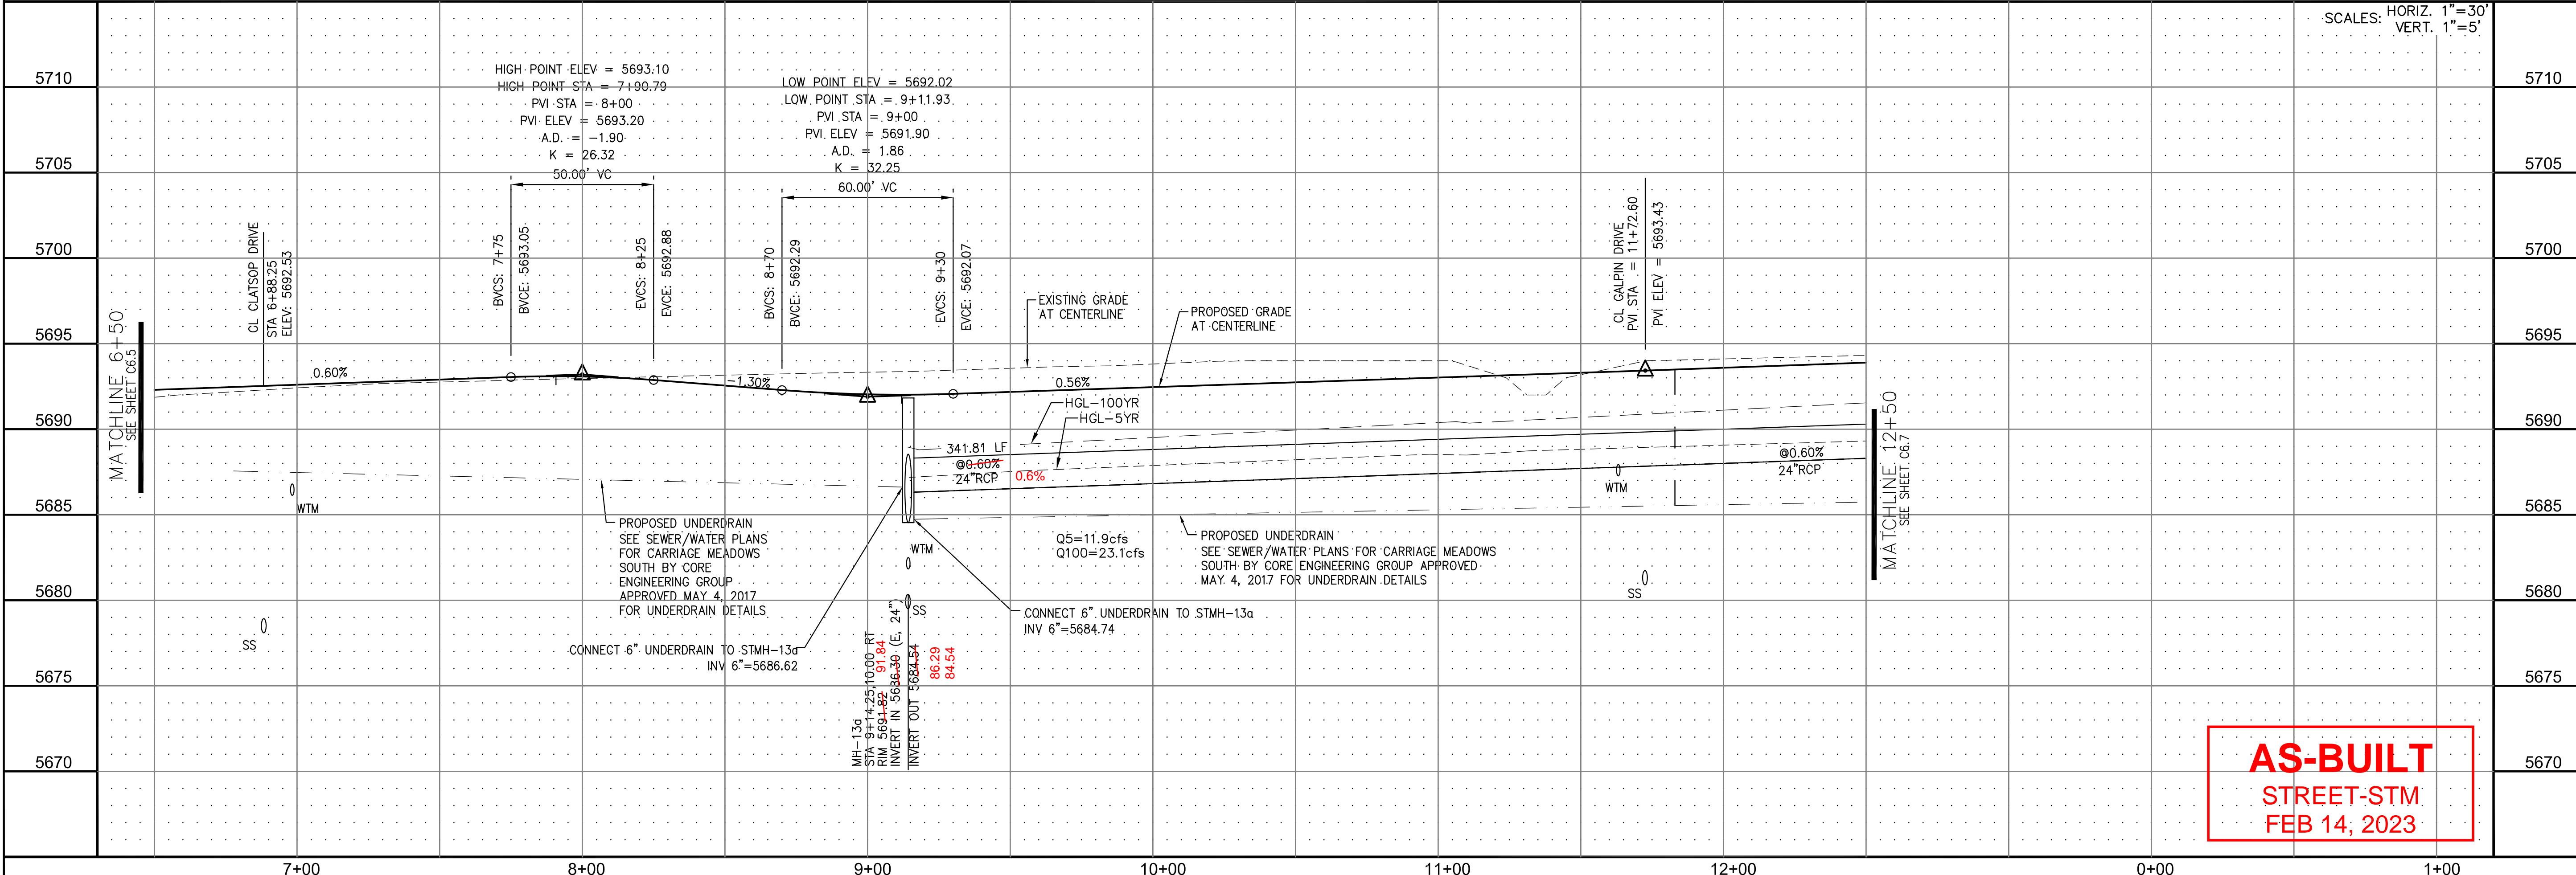 SCALES: HORIZ. 1"=30'
VERT. 1"=5'
5710
5705
5700
5695
5690
5685
5680
5675
5670
HIGH POINT ELEV = 5693.10
HIGH POINT STA = 7+90.79
PVI STA = 8+00
PVI ELEV = 5693.20
A.D. = -1.90
K = 26.32
50.00' VC
LOW POINT ELEV = 5692.02
LOW POINT STA = 9+11.93
PVI STA = 9+00
PVI ELEV = 5691.90
A.D. = 1.86
K = 32.25
60.00' VC
MATCHLINE 6+50
SEE SHEET C6.5
CL CLATSOP DRIVE
STA 6+88.25
ELEV: 5692.53
BVCS: 7+75
BVCE: 5693.05
EVCS: 8+25
EVCE: 5692.88
BVCS: 8+70
BVCE: 5692.29
EVCS: 9+30
EVCE: 5692.07
EXISTING GRADE
AT CENTERLINE
PROPOSED GRADE
AT CENTERLINE
CL GALPIN DRIVE
PVI STA = 11+72.60
PVI ELEV = 5693.43
0.60%
-1.30%
0.56%
HGL-100YR
HGL-5YR
341.81 LF
@0.60%
24"RCP
0.6%
@0.60%
24"RCP
MATCHLINE 12+50
SEE SHEET C6.7
WTM
WTM
WTM
SS
SS
SS
PROPOSED UNDERDRAIN
SEE SEWER/WATER PLANS
FOR CARRIAGE MEADOWS
SOUTH BY CORE
ENGINEERING GROUP
APPROVED MAY 4, 2017
FOR UNDERDRAIN DETAILS
Q5=11.9cfs
Q100=23.1cfs
PROPOSED UNDERDRAIN
SEE SEWER/WATER PLANS FOR CARRIAGE MEADOWS
SOUTH BY CORE ENGINEERING GROUP APPROVED
MAY 4, 2017 FOR UNDERDRAIN DETAILS
CONNECT 6" UNDERDRAIN TO STMH-13a
INV 6"=5684.74
CONNECT 6" UNDERDRAIN TO STMH-13a
INV 6"=5686.62
MH-13a
STA 9+14.25,10.00' RT
RIM 5691.82
91.84
INVERT IN 5686.30 (E, 24")
INVERT OUT 5684.54
86.29
84.54
AS-BUILT
STREET-STM
FEB 14, 2023
5710
5705
5700
5695
5690
5685
5680
5675
5670
7+00
8+00
9+00
10+00
11+00
12+00
0+00
1+00